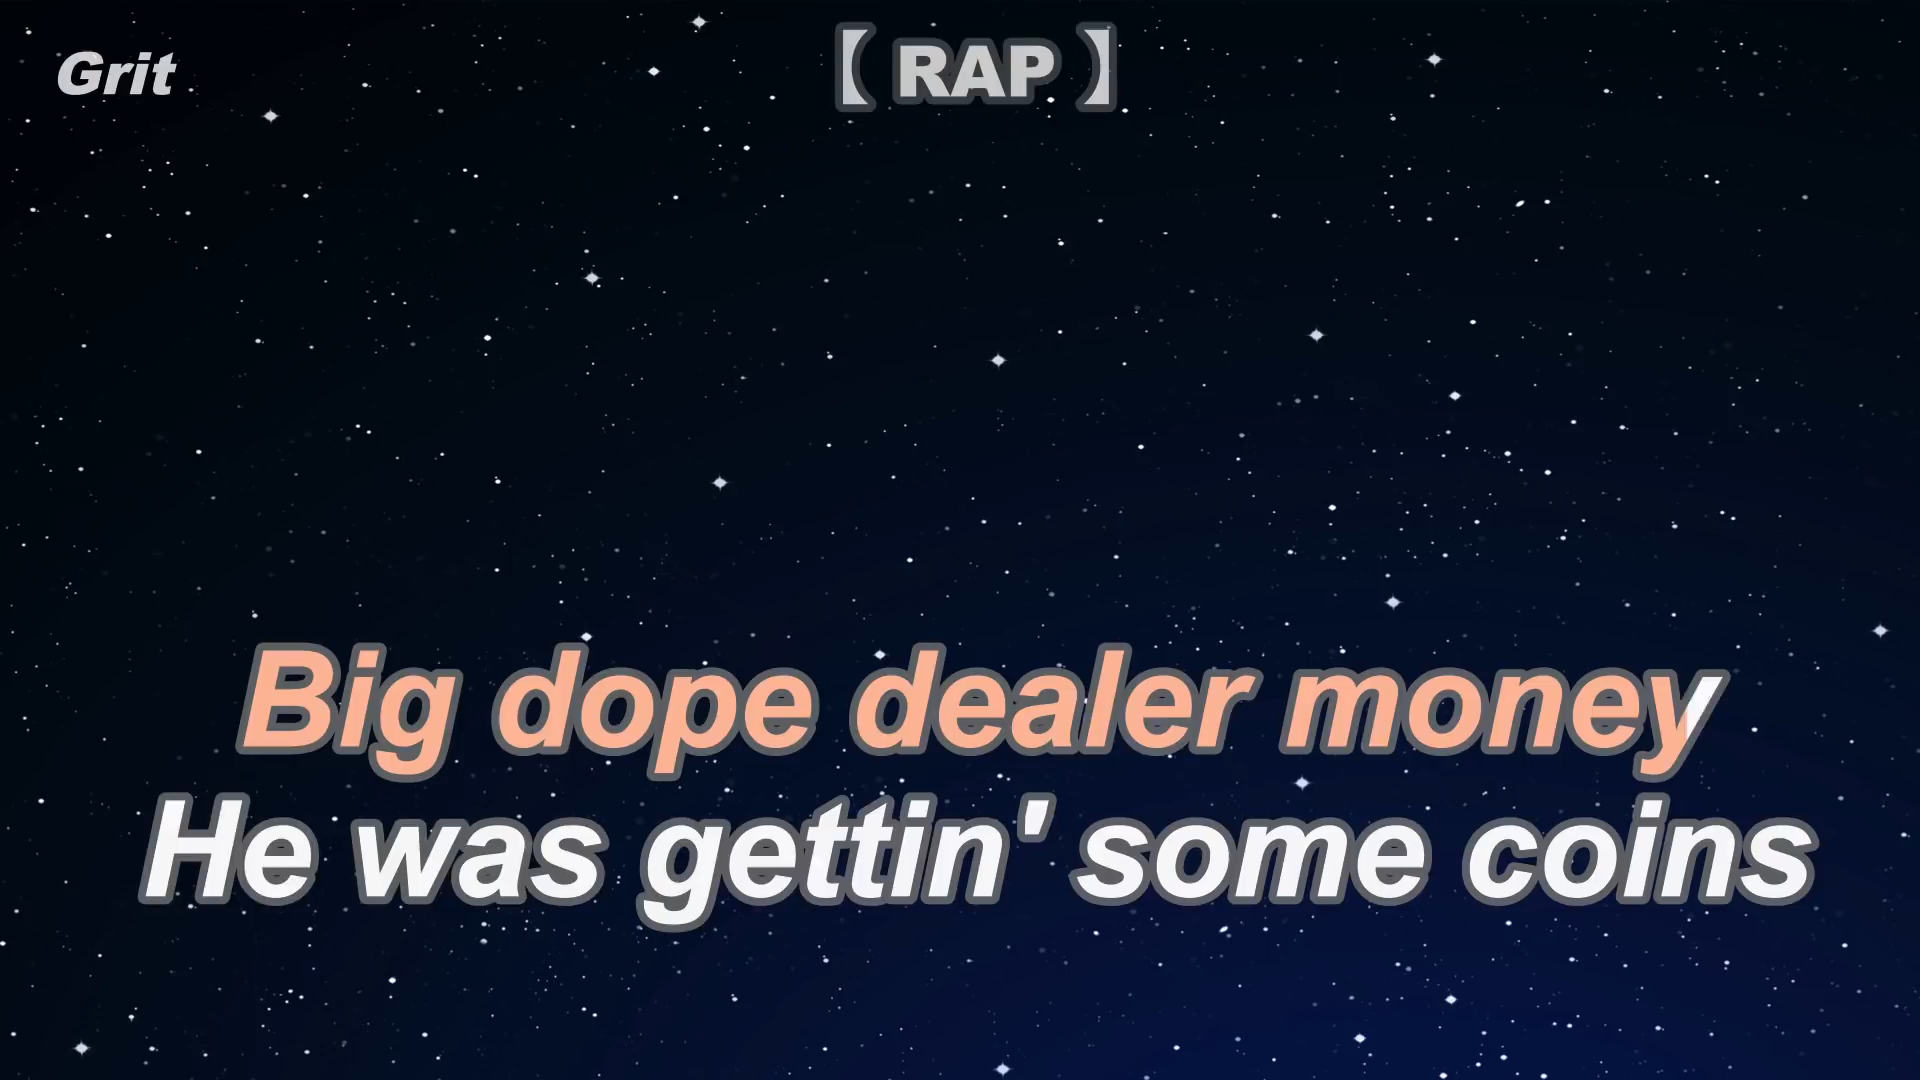 Grit
【 RAP 】
Big dope dealer money
He was gettin' some coins